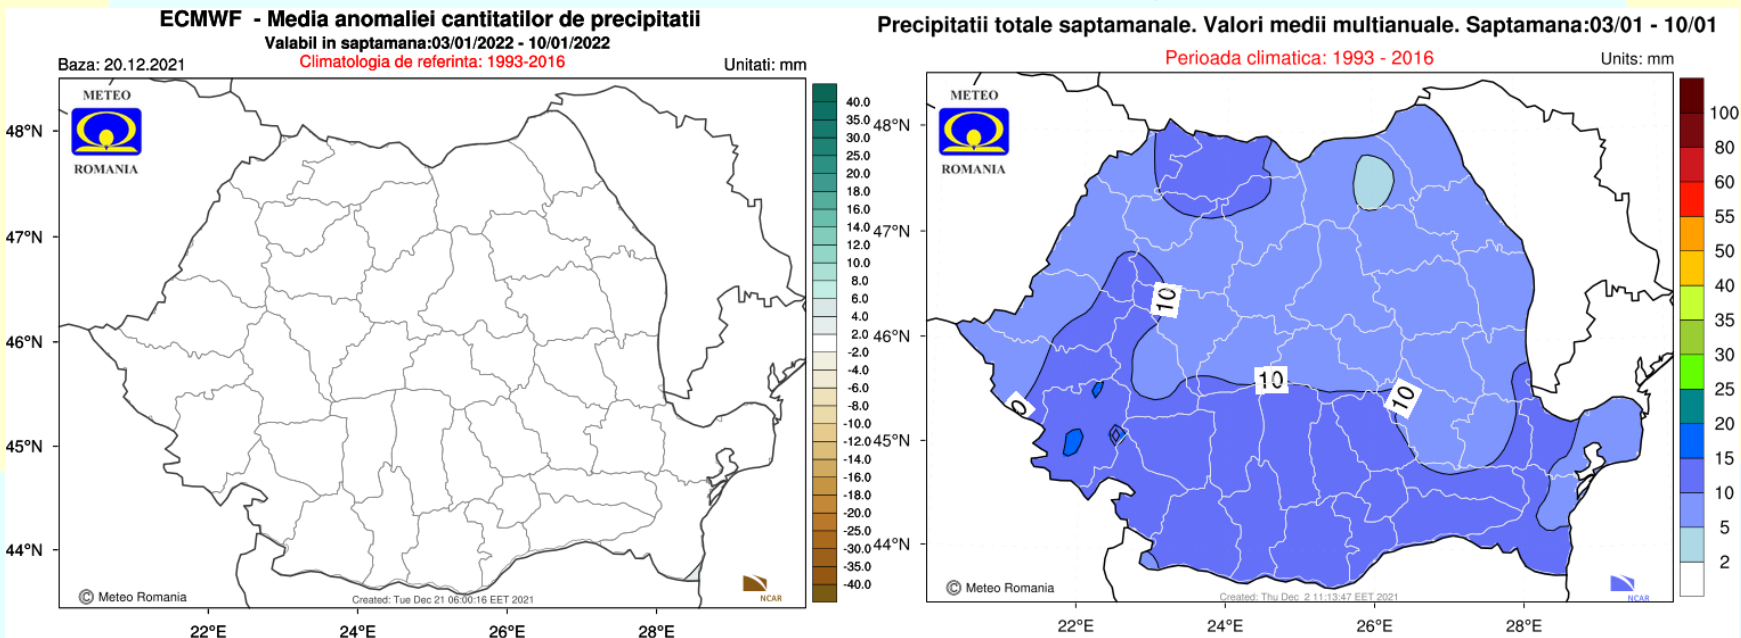 ECMWF - Media anomaliei cantitatilor de precipitatii
Valabil in saptamana:03/01/2022 - 10/01/2022
Baza: 20.12.2021
Climatologia de referinta: 1993-2016
Unitati: mm
METEO
ROMANIA
48°N
47°N
46°N
45°N
44°N
22°E
24°E
26°E
28°E
© Meteo Romania
Created: Tue Dec 21 06:00:16 EET 2021
NCAR
40.0
35.0
30.0
25.0
20.0
18.0
16.0
14.0
12.0
10.0
8.0
6.0
4.0
2.0
-2.0
-4.0
-6.0
-8.0
-10.0
-12.0
-14.0
-16.0
-18.0
-20.0
-25.0
-30.0
-35.0
-40.0
Precipitatii totale saptamanale. Valori medii multianuale. Saptamana:03/01 - 10/01
Perioada climatica: 1993 - 2016
Units: mm
METEO
ROMANIA
48°N
47°N
46°N
45°N
44°N
10
10
10
0
22°E
24°E
26°E
28°E
© Meteo Romania
Created: Thu Dec 2 11:13:47 EET 2021
NCAR
100
80
60
55
50
40
35
30
25
20
15
10
5
2